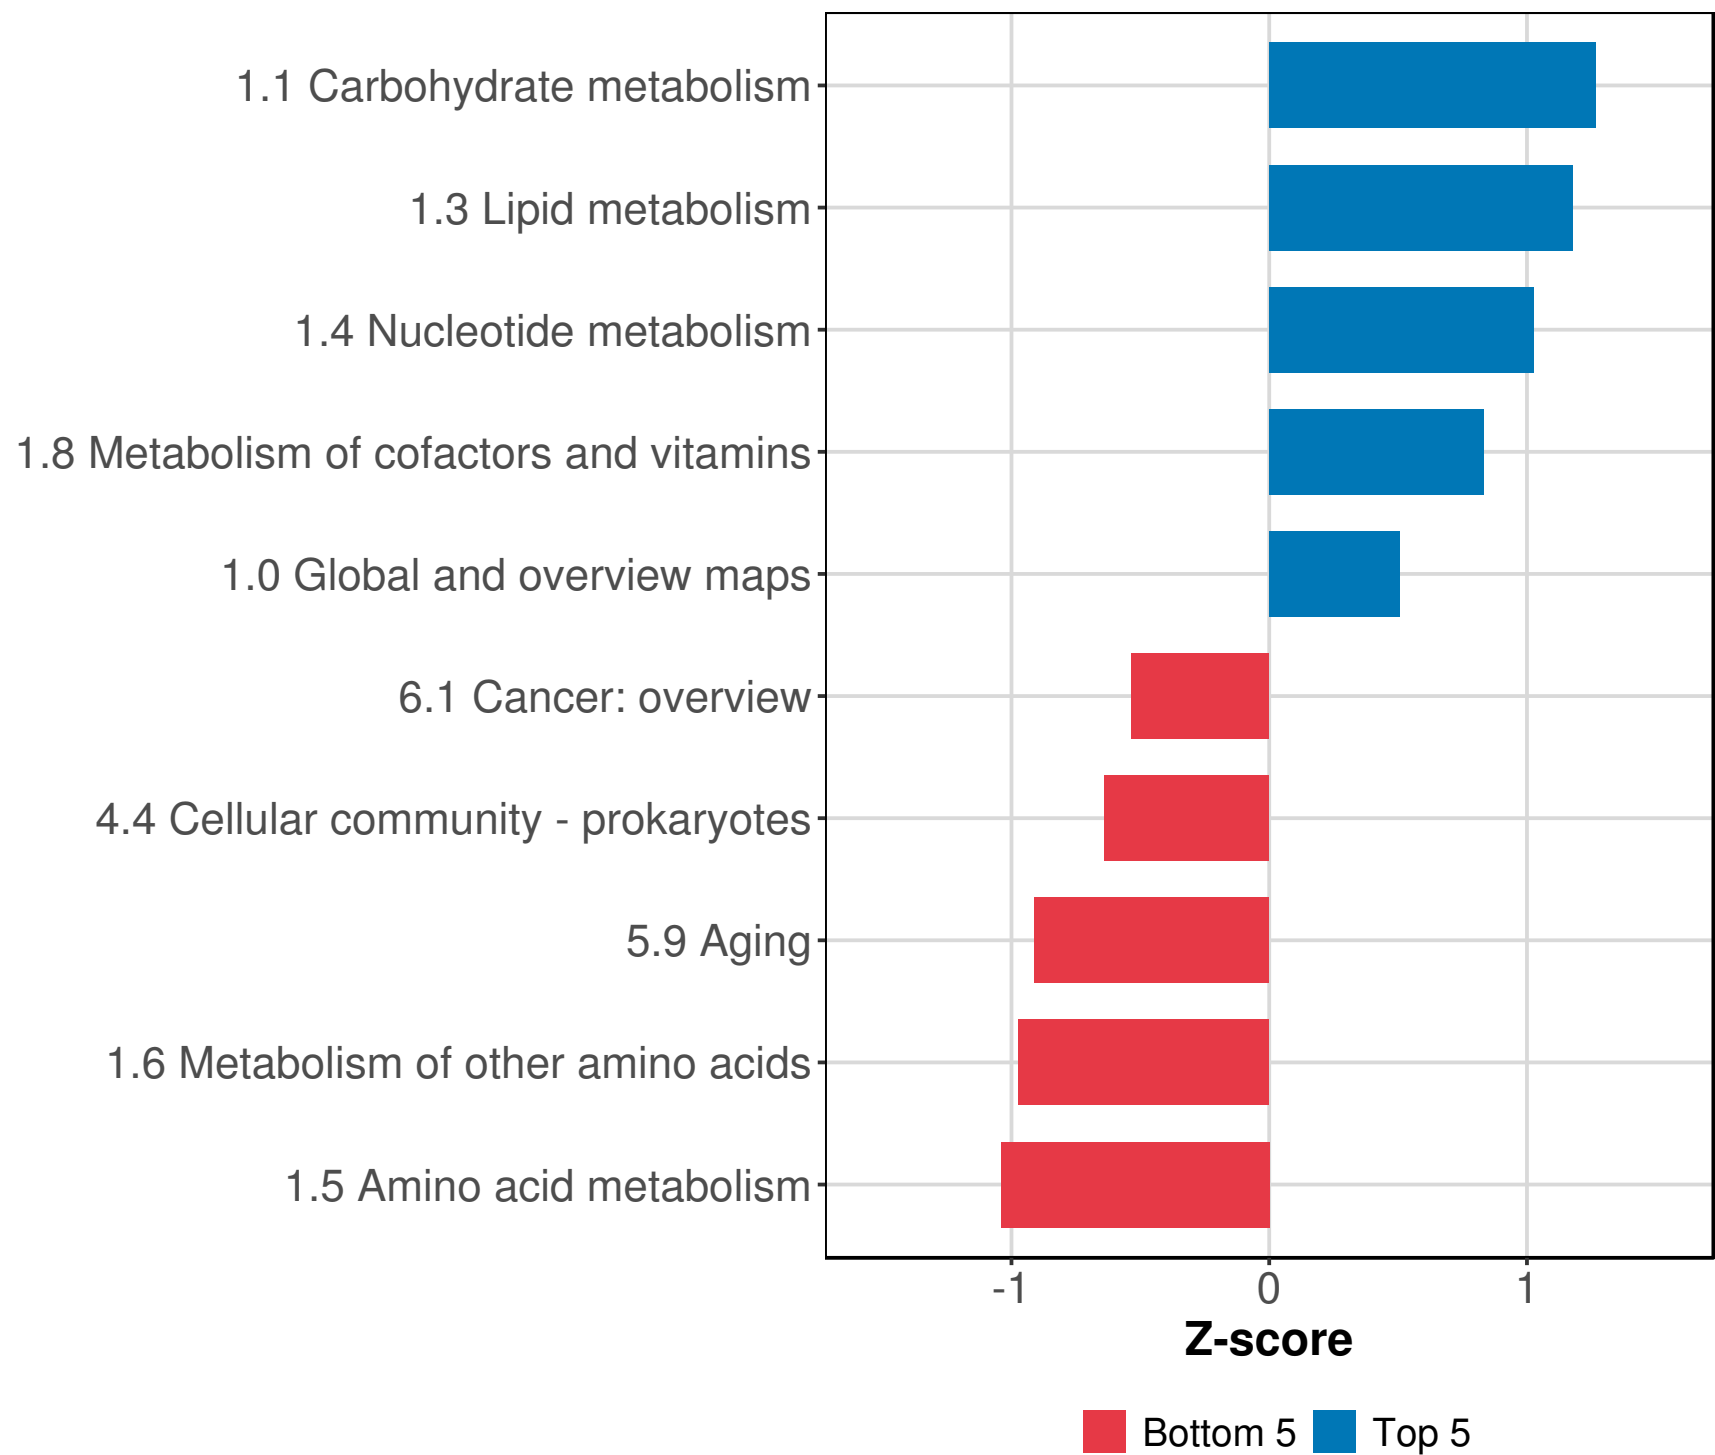 1.1 Carbohydrate metabolism
1.3 Lipid metabolism
1.4 Nucleotide metabolism
1.8 Metabolism of cofactors and vitamins
1.0 Global and overview maps
6.1 Cancer: overview
4.4 Cellular community - prokaryotes
5.9 Aging
1.6 Metabolism of other amino acids
1.5 Amino acid metabolism
-1 0 1
Z-score
Bottom 5 Top 5